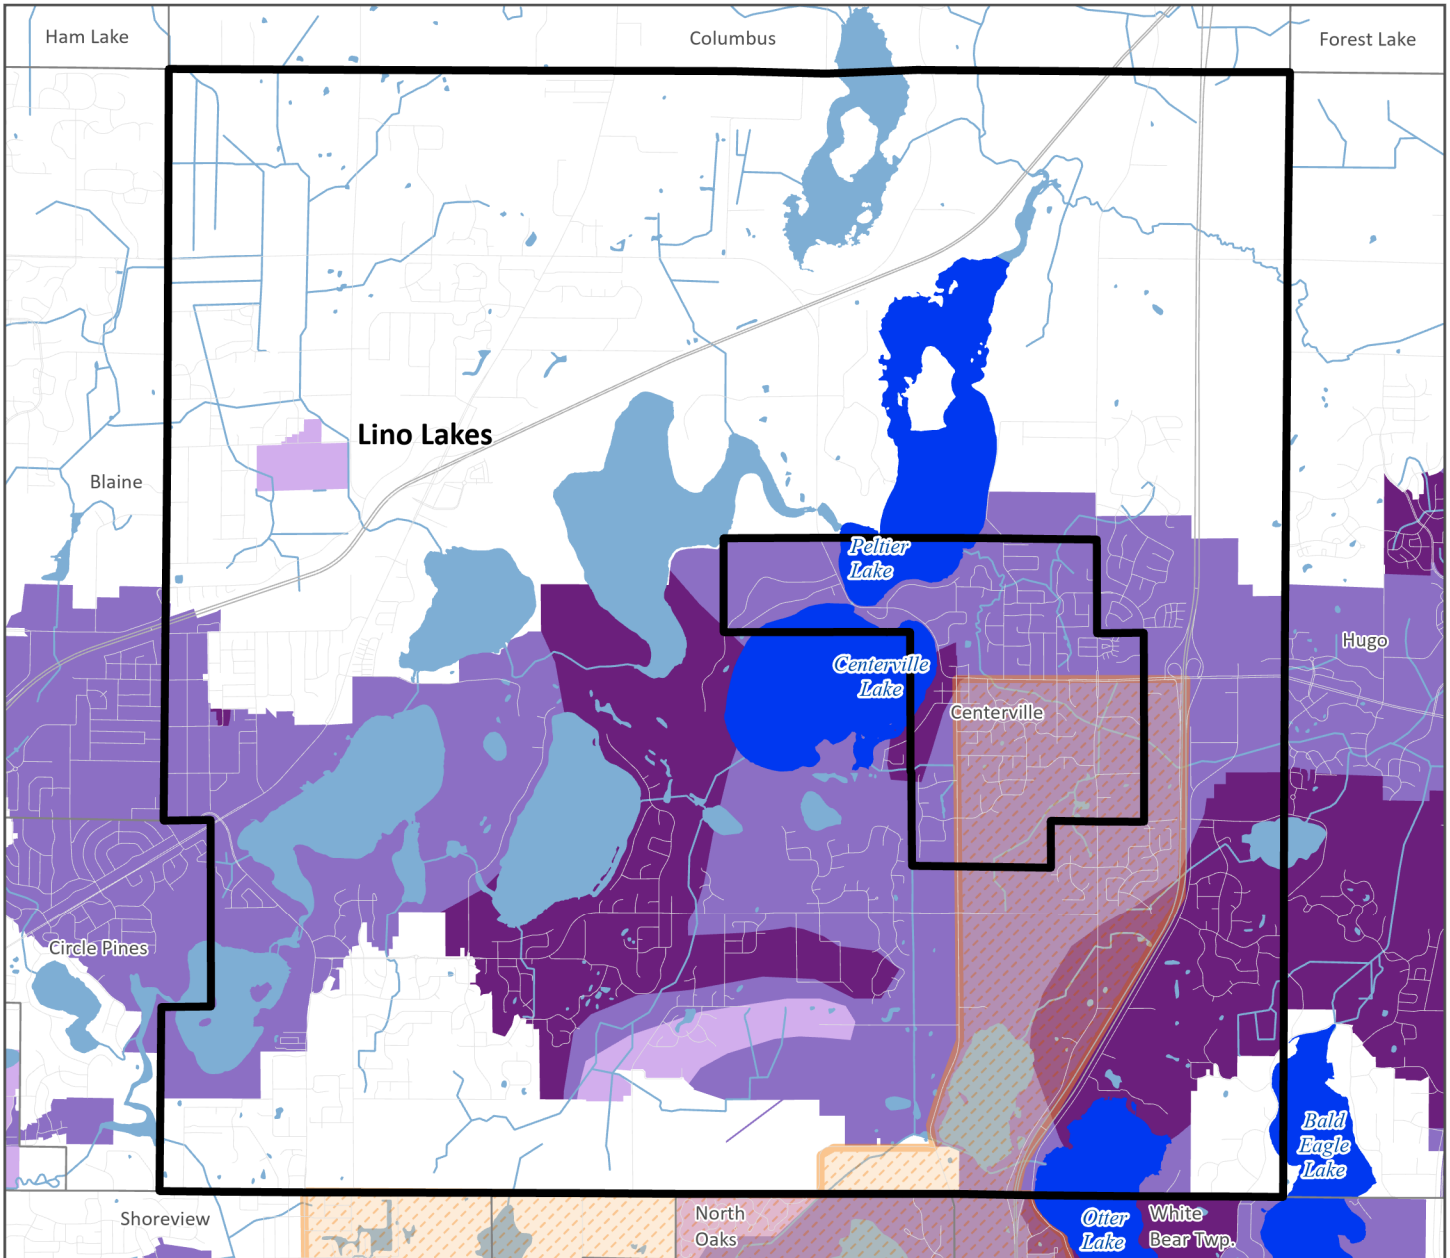 Ham Lake
Columbus
Forest Lake
Lino Lakes
Blaine
Peltier
Lake
Hugo
Centerville
Lake
Centerville
Circle Pines
Bald
Eagle
Lake
Shoreview
North
Oaks
Otter
Lake
White
Bear Twp.